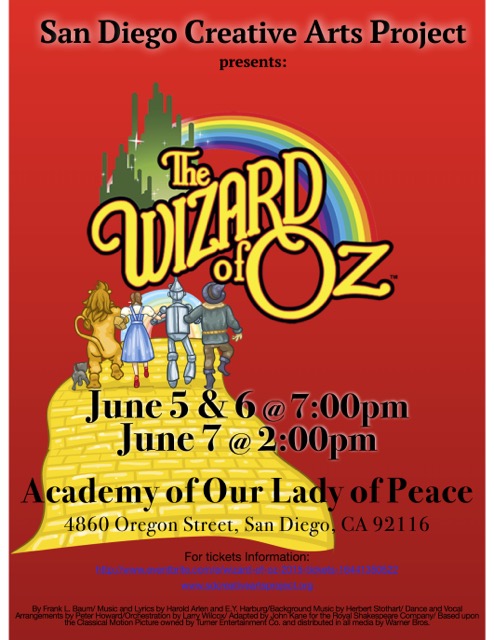 San Diego Creative Arts Project
presents:
The
WIZARD
of OZ
TM
June 5 & 6 @ 7:00pm
June 7 @ 2:00pm
Academy of Our Lady of Peace
4860 Oregon Street, San Diego, CA 92116
For tickets Information:
By Frank L. Baum/ Music and Lyrics by Harold Arlen and E.Y. Harburg/Background Music by Herbert Stothart/ Dance and Vocal
Arrangements by Peter Howard/Orchestration by Larry Wilcox/ Adapted by John Kane for the Royal Shakespeare Company/ Based upon
the Classical Motion Picture owned by Turner Entertainment Co. and distributed in all media by Warner Bros.